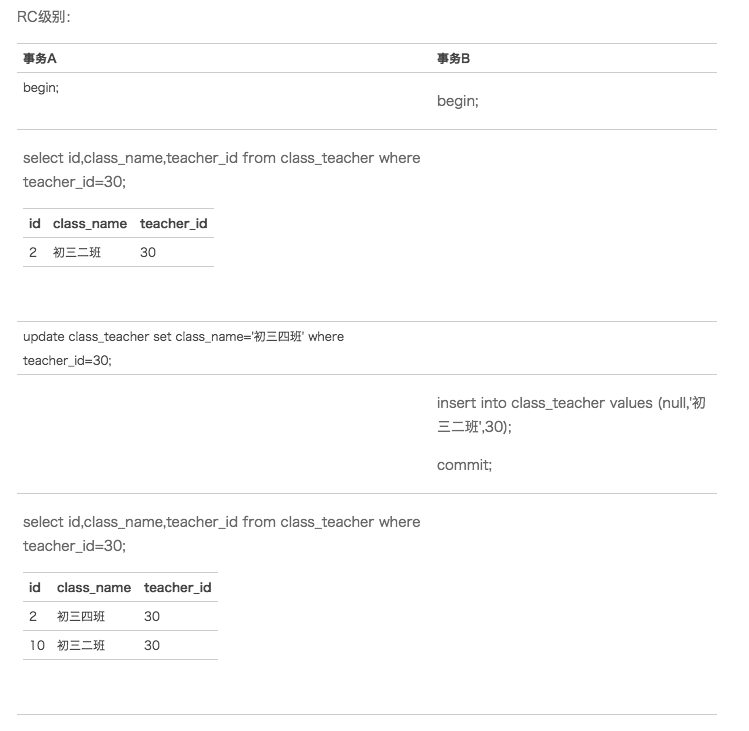 RC级别：
事务A 事务B
begin;
begin;
select id,class_name,teacher_id from class_teacher where
teacher_id=30;
id class_name teacher_id
2 初三二班 30
update class_teacher set class_name='初三四班' where
teacher_id=30;
insert into class_teacher values (null,'初
三二班',30);
commit;
select id,class_name,teacher_id from class_teacher where
teacher_id=30;
id class_name teacher_id
2 初三四班 30
10 初三二班 30